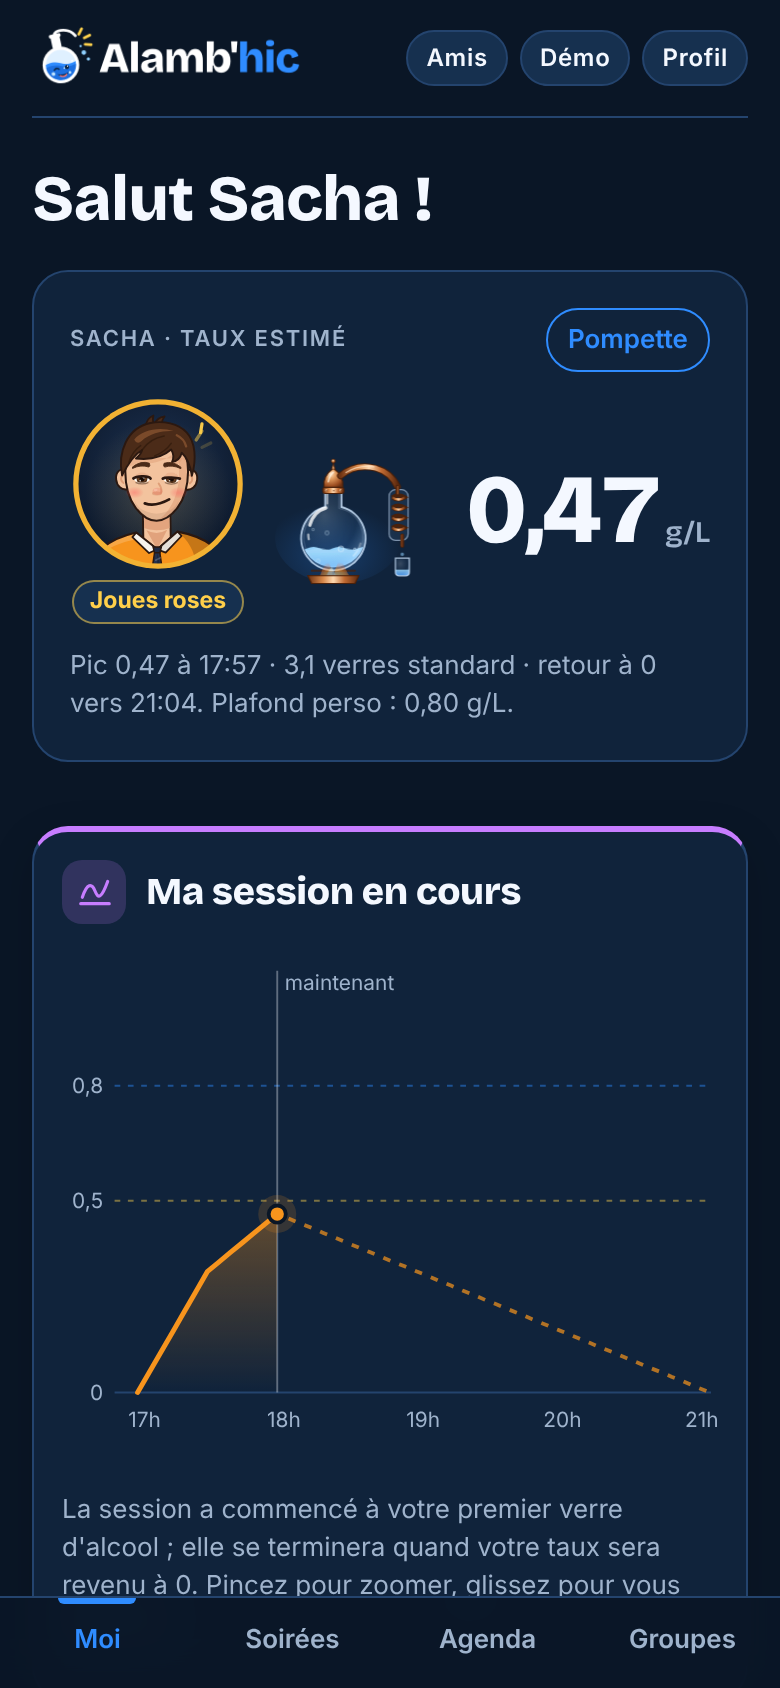 Alamb'hic
Amis
Démo
Profil
Salut Sacha !
SACHA · TAUX ESTIMÉ
Pompette
0,47 g/L
Joues roses
Pic 0,47 à 17:57 · 3,1 verres standard · retour à 0
vers 21:04. Plafond perso : 0,80 g/L.
Ma session en cours
maintenant
0,8
0,5
0
17h
18h
19h
20h
21h
La session a commencé à votre premier verre
d'alcool ; elle se terminera quand votre taux sera
revenu à 0. Pincez pour zoomer, glissez pour vous
Moi
Soirées
Agenda
Groupes